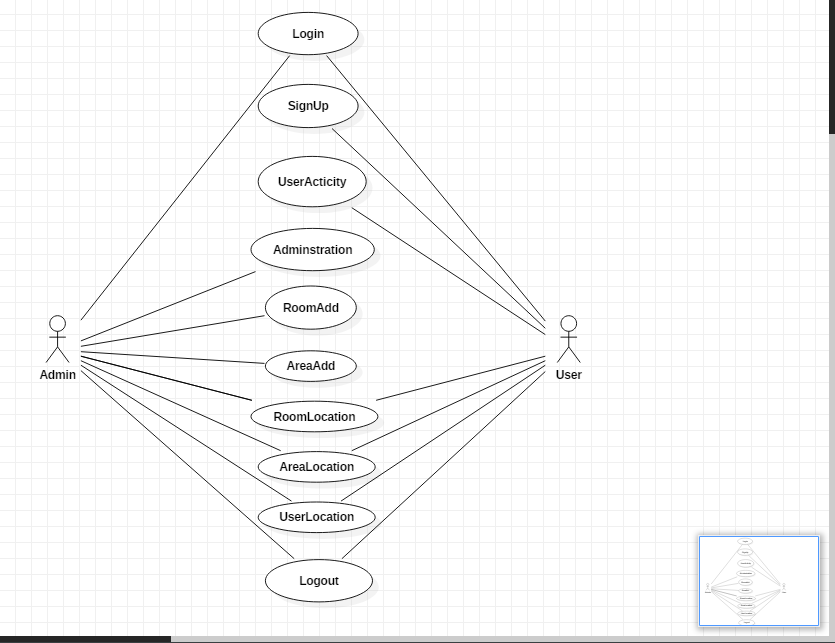 Login
SignUp
UserActicity
Adminstration
RoomAdd
AreaAdd
Admin
User
RoomLocation
AreaLocation
UserLocation
Logout